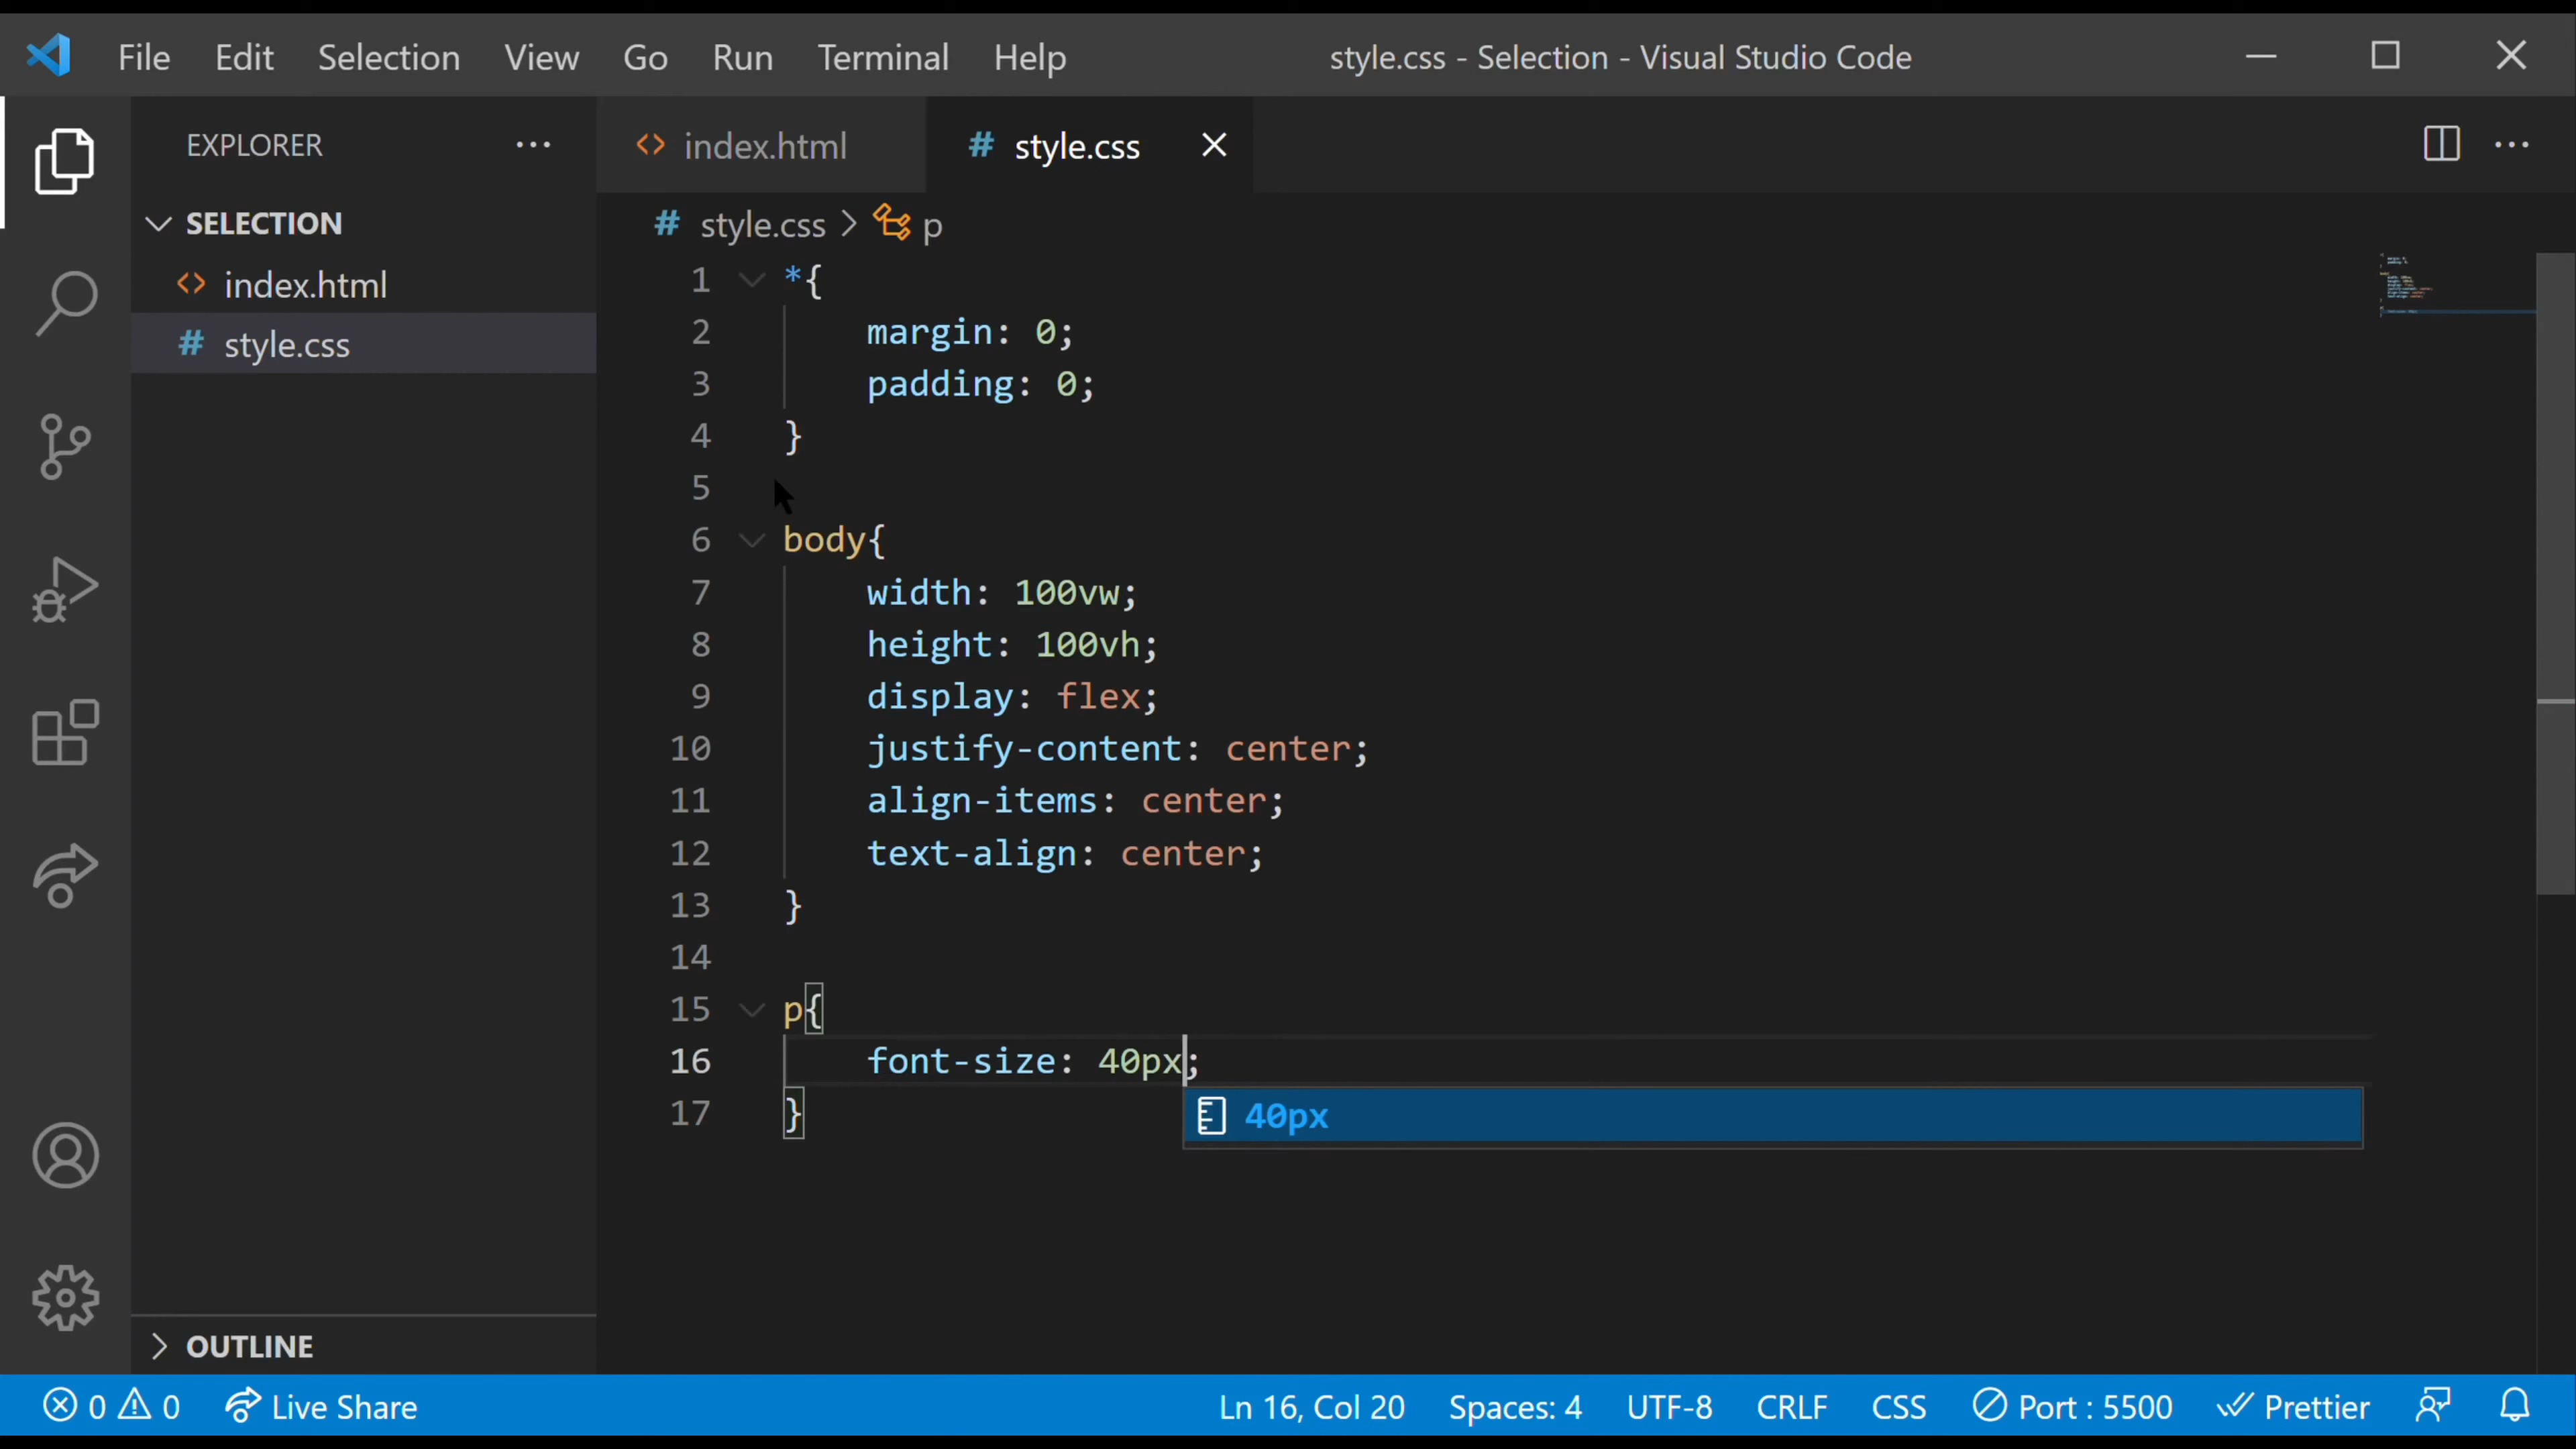 File Edit Selection View Go Run Terminal Help style.css - Selection - Visual Studio Code
EXPLORER
SELECTION
index.html
style.css
OUTLINE
index.html style.css
style.css > p
1 *{
2 margin: 0;
3 padding: 0;
4 }
5
6 body{
7 width: 100vw;
8 height: 100vh;
9 display: flex;
10 justify-content: center;
11 align-items: center;
12 text-align: center;
13 }
14
15 p{
16 font-size: 40px;
40px
17 }
0 0 Live Share Ln 16, Col 20 Spaces: 4 UTF-8 CRLF CSS Port : 5500 Prettier